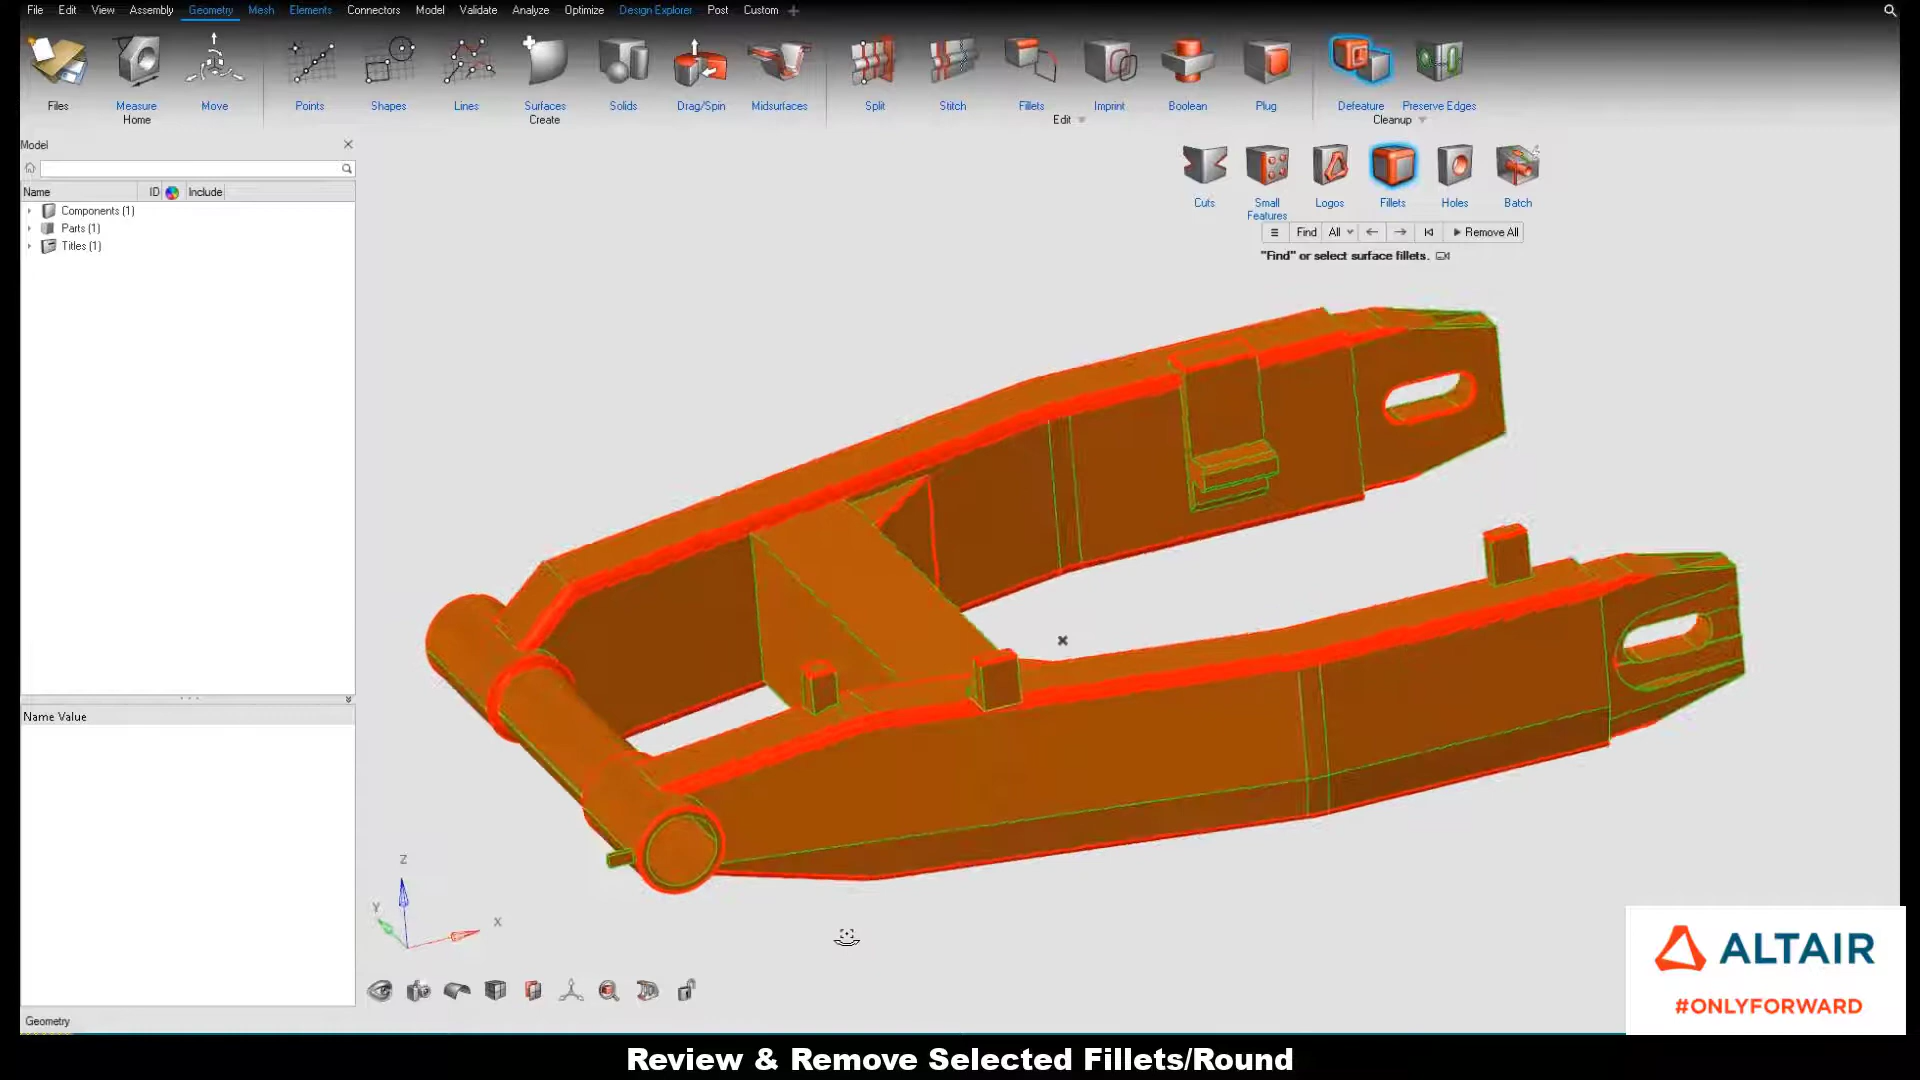 File Edit View Assembly Geometry Mesh Elements Connectors Model Validate Analyze Optimize Design Explorer Post Custom
Files Measure Move Points Shapes Lines Surfaces Solids Drag/Spin Midsurfaces Split Stitch Fillets Imprint Boolean Plug Defeature Preserve Edges
Home Create Edit Cleanup
Model
Name ID Include
Components (1)
Parts (1)
Titles (1)
Name Value
Geometry
Cuts Small Features Logos Fillets Holes Batch
Find All Remove All
"Find" or select surface fillets.
Z
Y
X
ALTAIR
#ONLYFORWARD
Review & Remove Selected Fillets/Round